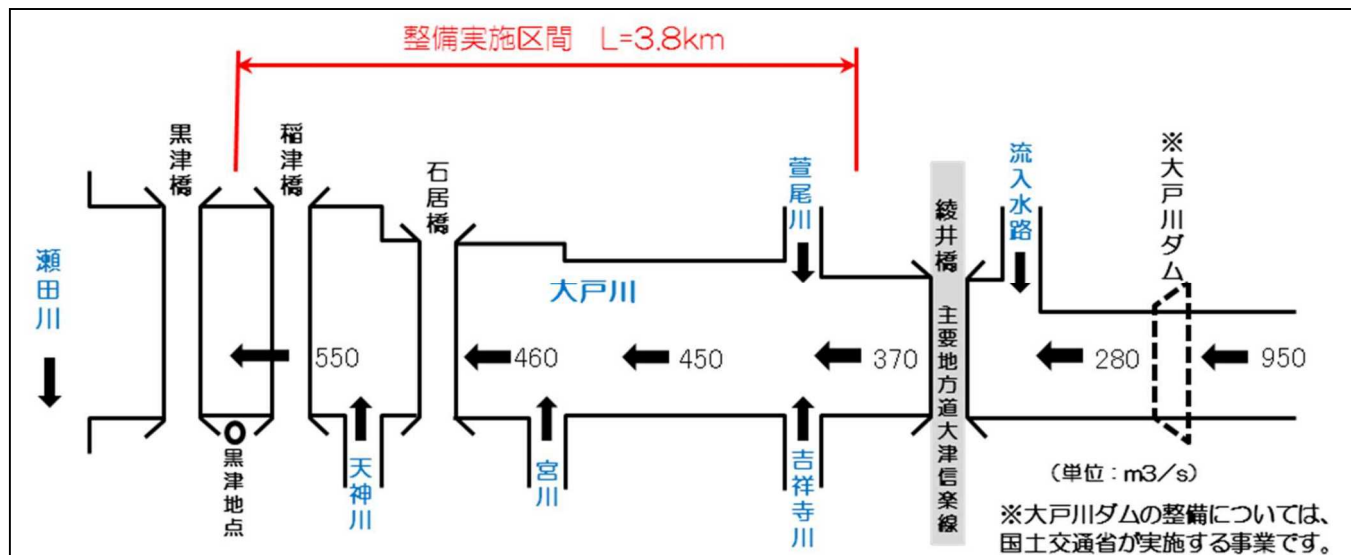 整備実施区間 L=3.8km
黒津橋
稲津橋
石居橋
萱尾川
綾井橋 主要地方道大津信楽線
流入水路
※大戸川ダム
瀬田川
大戸川
550
460
450
370
280
950
黒津地点
天神川
宮川
吉祥寺川
（単位：m3/s）
※大戸川ダムの整備については、
国土交通省が実施する事業です。